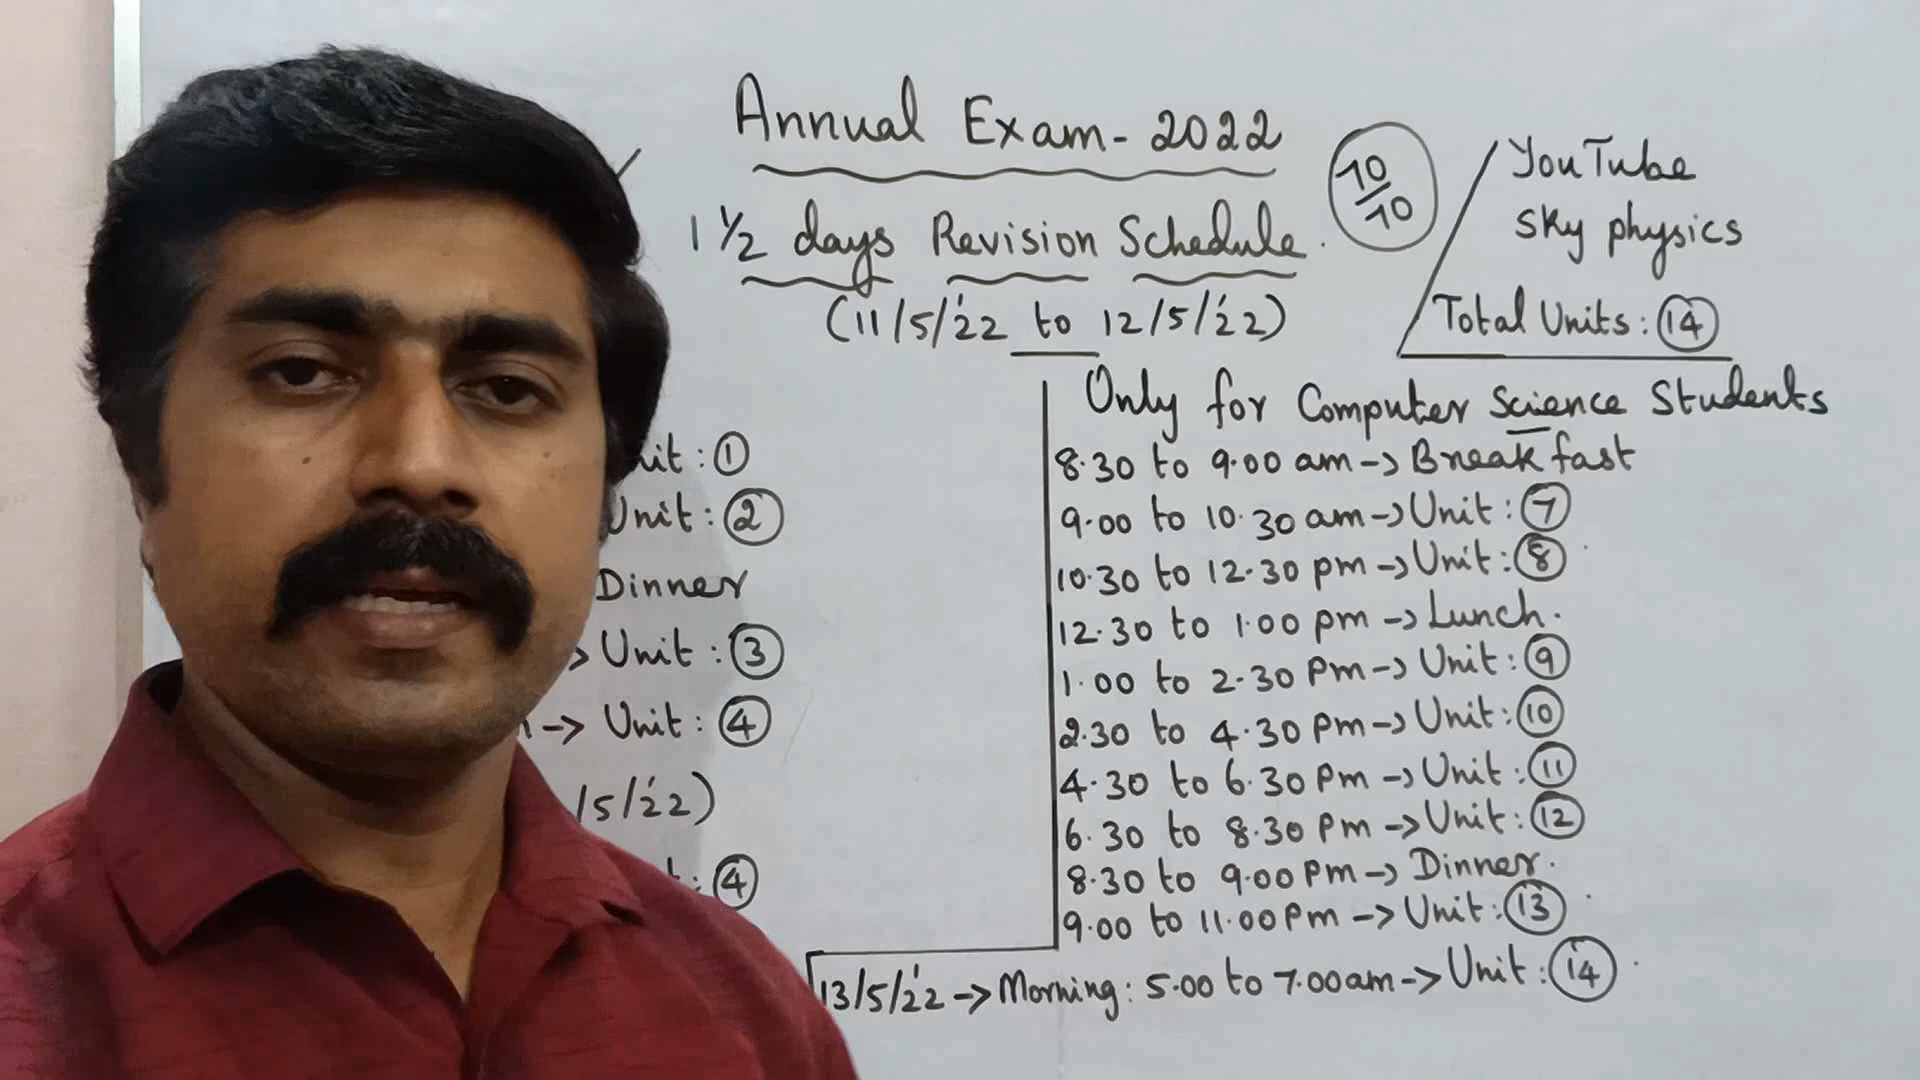 Annual Exam-2022
1 1/2 days Revision Schedule.
(11/5/22 to 12/5/22)
10/10
YouTube
Sky physics
Total Units: 14
: 1
Unit: 2
Dinner
Unit: 3
-> Unit: 4
/5/22)
: 4
Only for Computer Science Students
8.30 to 9.00 am -> Breakfast
9.00 to 10.30 am -> Unit: 7
10.30 to 12.30 pm -> Unit: 8
12.30 to 1.00 pm -> Lunch.
1.00 to 2.30 Pm -> Unit: 9
2.30 to 4.30 Pm -> Unit: 10
4.30 to 6.30 Pm -> Unit: 11
6.30 to 8.30 Pm -> Unit: 12
8.30 to 9.00 Pm -> Dinner.
9.00 to 11.00 Pm -> Unit: 13
13/5/22 -> Morning: 5.00 to 7.00 am -> Unit: 14